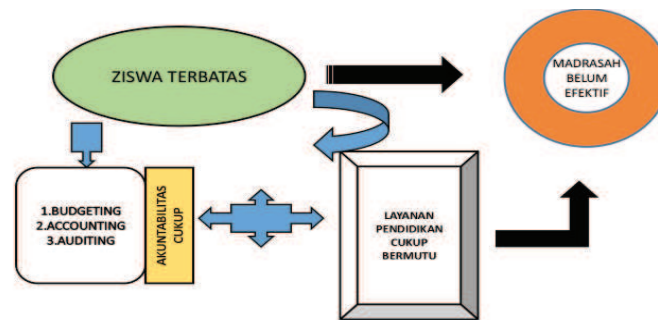 ZISWA TERBATAS
MADRASAH
BELUM
EFEKTIF
1.BUDGETING
2.ACCOUNTING
3.AUDITING
AKUNTABILITAS
CUKUP
LAYANAN
PENDIDIKAN
CUKUP
BERMUTU